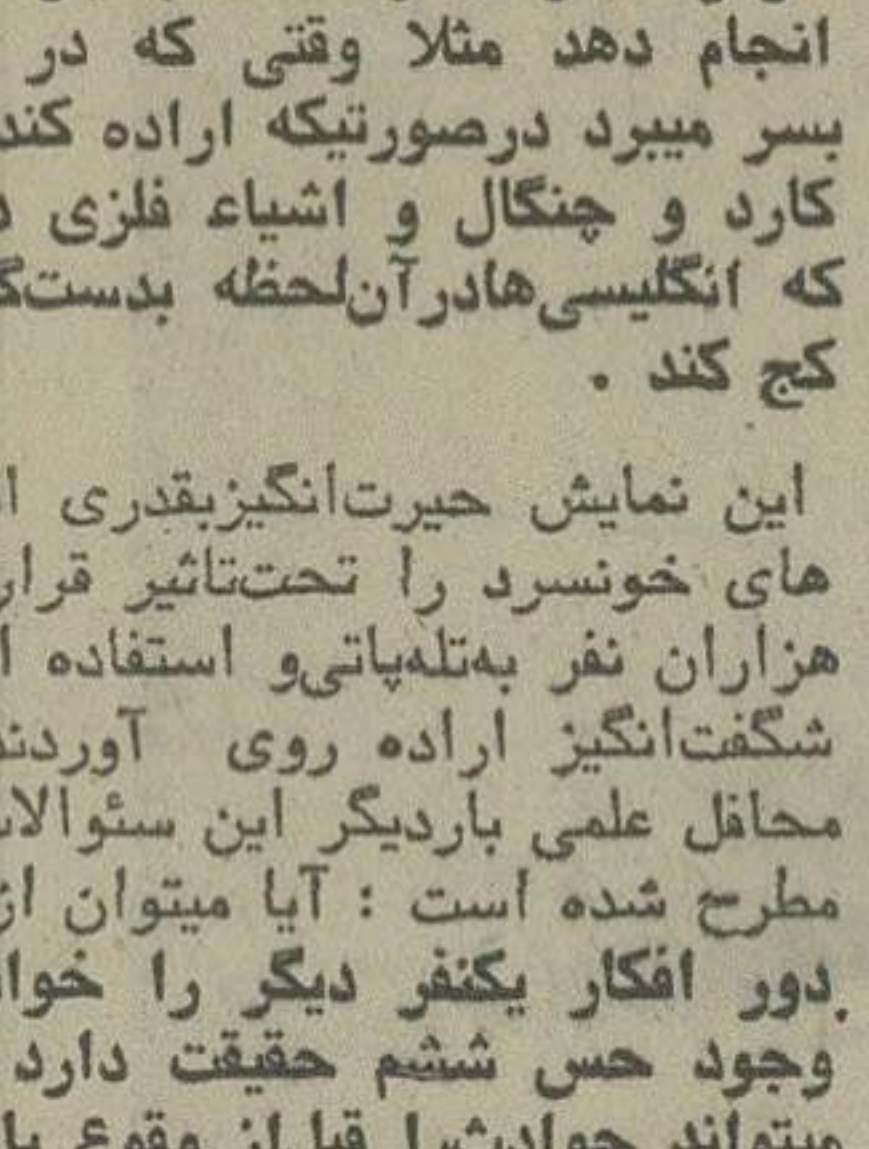 انجام دهد مثلا وقتی که در
بسر میبرد درصورتیکه اراده کند
کارد و چنگال و اشیاء فلزی
که انگلیسی‌هادرآن‌لحظه
کج کند .
این نمایش حیرت‌انگیزبقدری
های خونسرد را تحت‌تاثیر قرار
هزاران نفر به‌تله‌پاتی‌و استفاده
شگفت‌انگیز اراده روی آوردند
محافل علمی باردیگر این
مطرح شده است : آیا میتوان از
دور افکار یکنفر دیگر را
وجود حس ششم حقیقت دارد